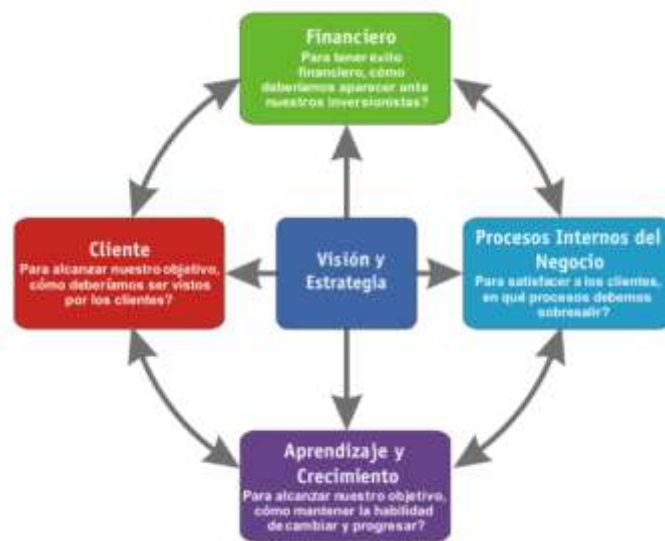 Financiero
Para tener éxito
financiero, cómo
deberíamos aparecer ante
nuestros inversionistas?
Cliente
Para alcanzar nuestro objetivo,
cómo deberíamos ser vistos
por los clientes?
Visión y
Estrategia
Procesos Internos del
Negocio
Para satisfacer a los clientes,
en qué procesos debemos
sobresalir?
Aprendizaje y
Crecimiento
Para alcanzar nuestro objetivo,
cómo mantener la habilidad
de cambiar y progresar?